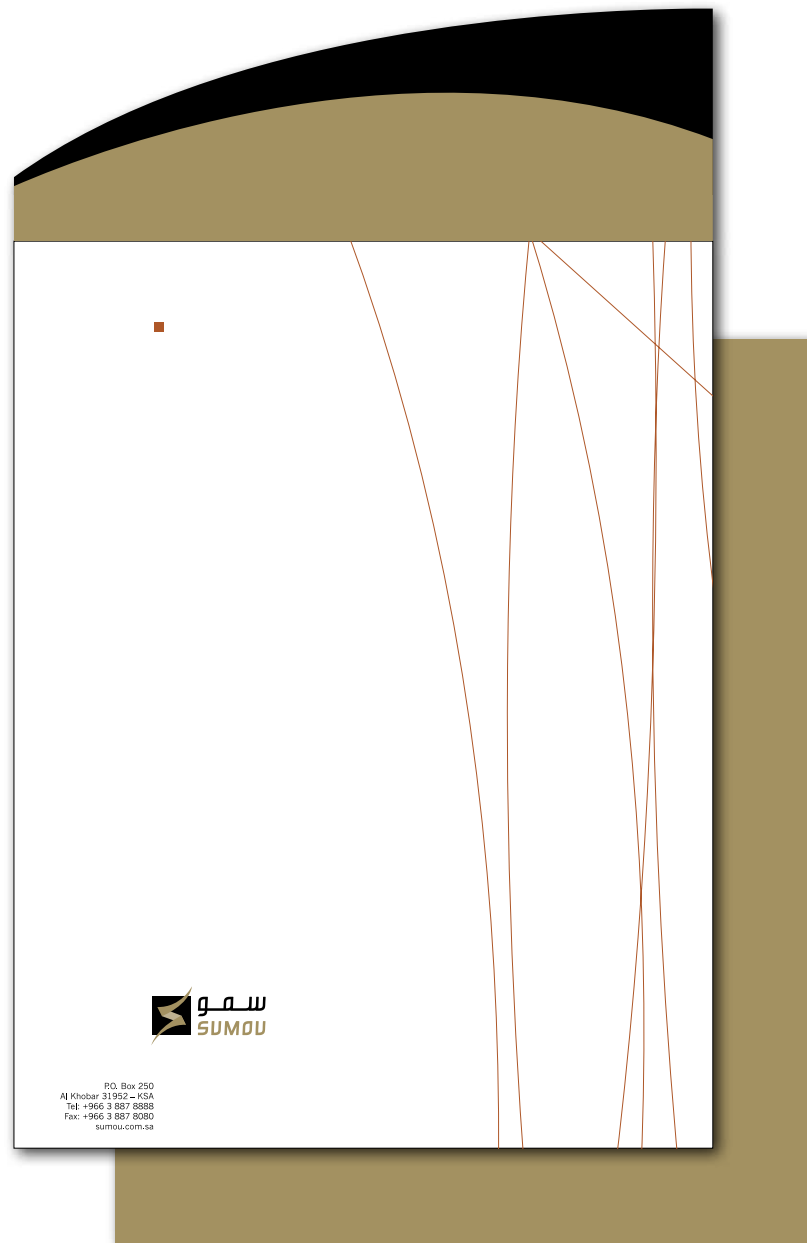 سمو
SUMOU
P.O. Box 250
Al Khobar 31952 – KSA
Tel: +966 3 887 8888
Fax: +966 3 887 8080
sumou.com.sa